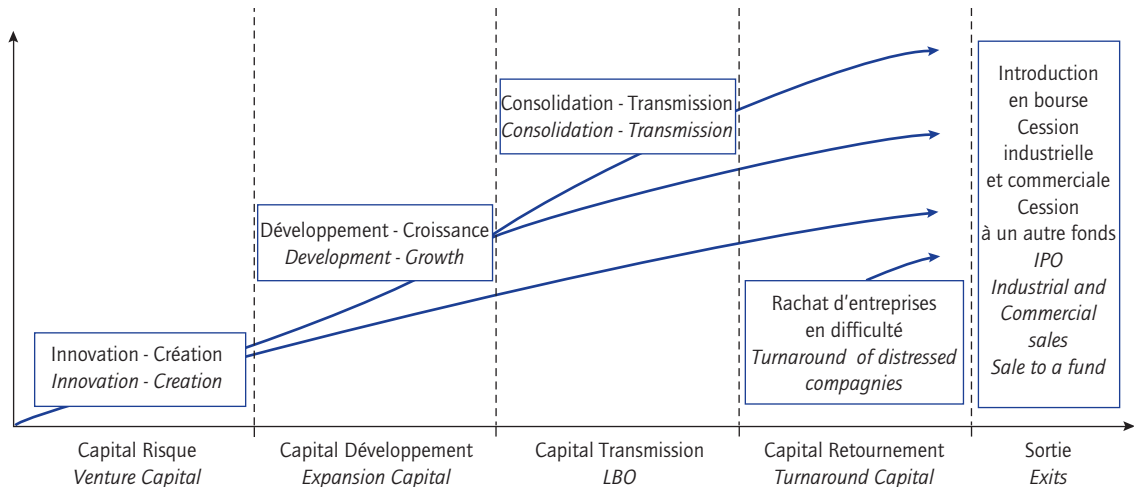 Consolidation - Transmission
Consolidation - Transmission
Développement - Croissance
Development - Growth
Innovation - Création
Innovation - Creation
Rachat d'entreprises
en difficulté
Turnaround of distressed
compagnies
Introduction
en bourse
Cession
industrielle
et commerciale
Cession
à un autre fonds
IPO
Industrial and
Commercial
sales
Sale to a fund
Capital Risque
Venture Capital
Capital Développement
Expansion Capital
Capital Transmission
LBO
Capital Retournement
Turnaround Capital
Sortie
Exits